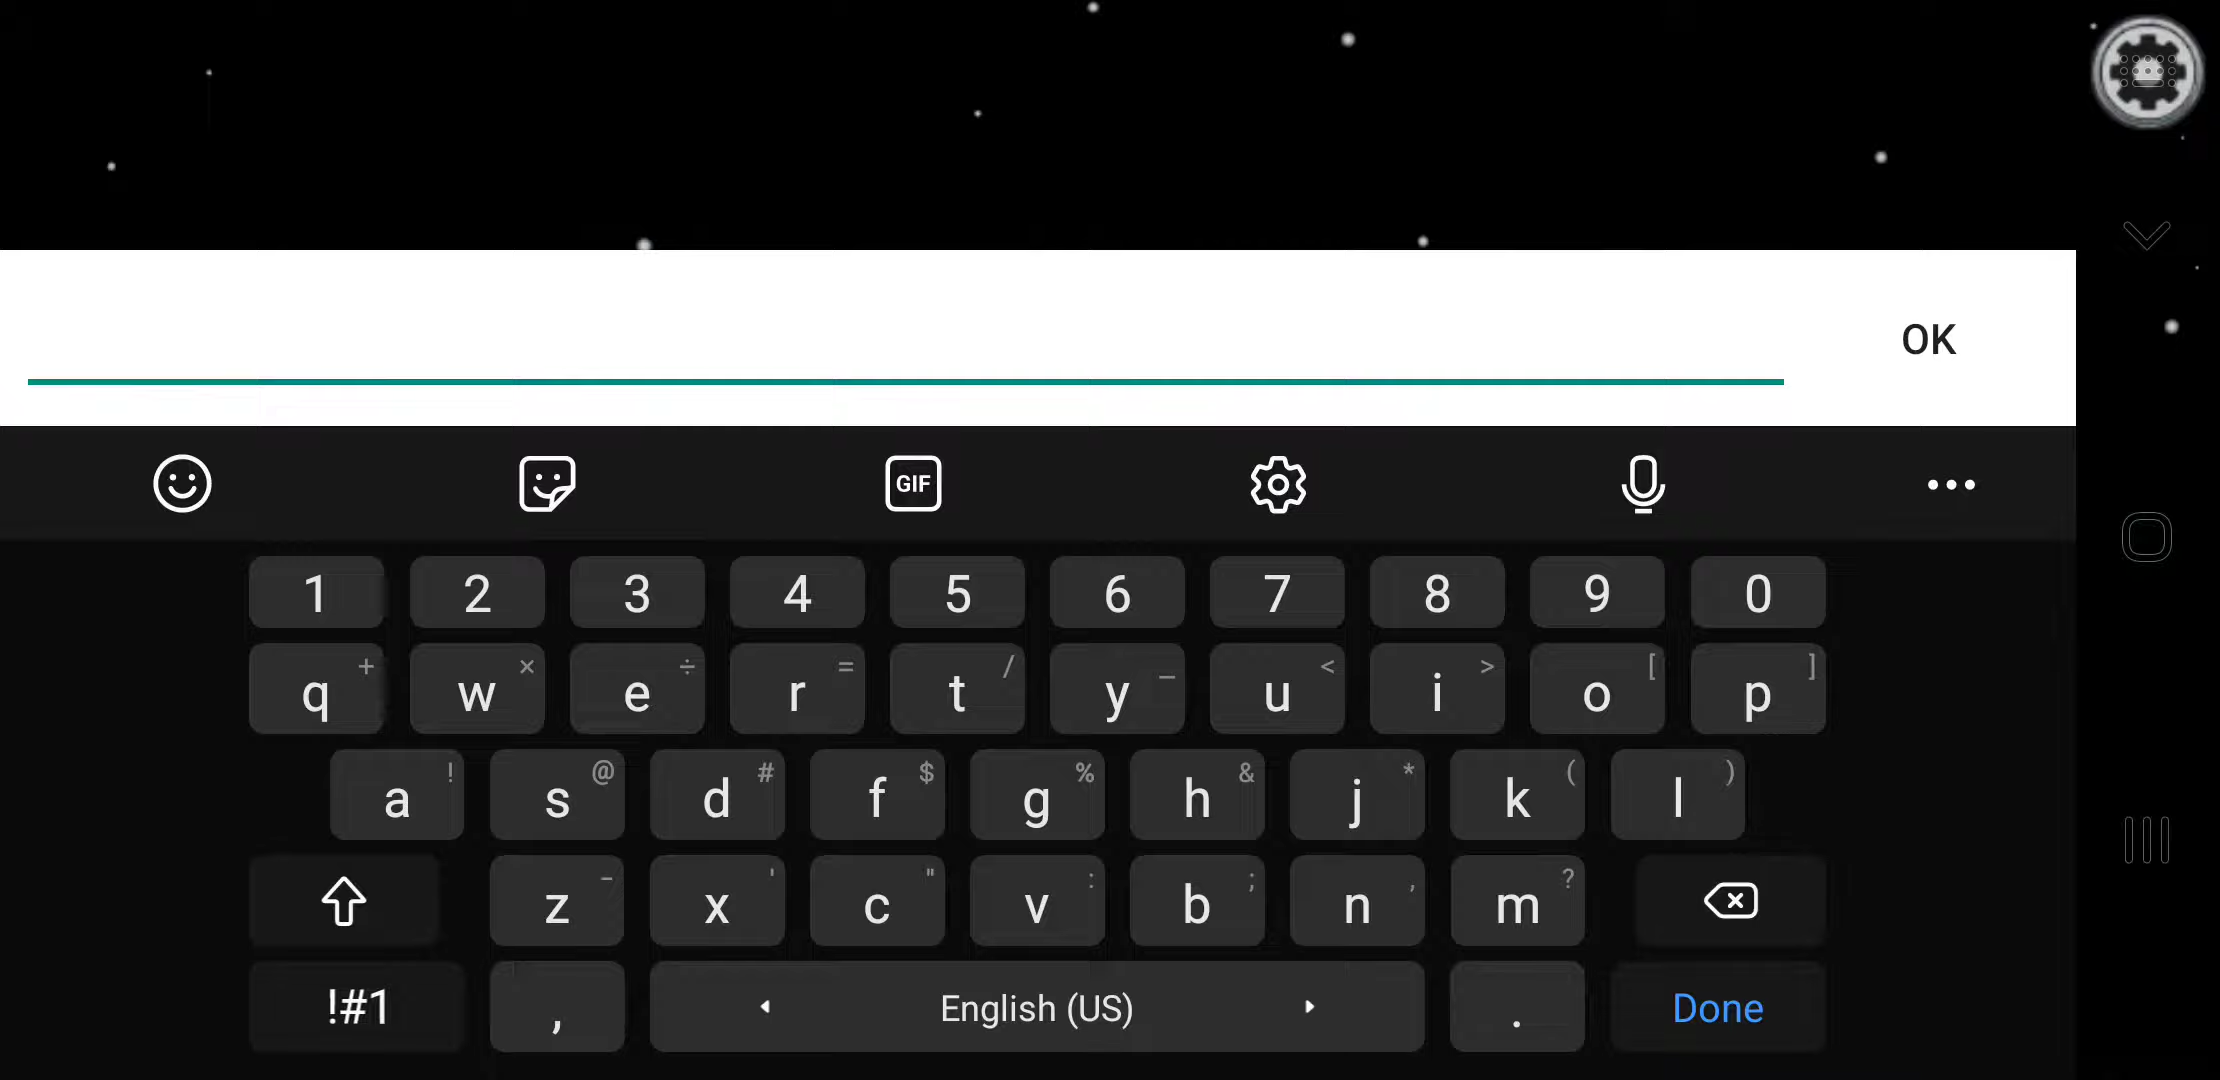 OK
GIF
1 2 3 4 5 6 7 8 9 0
q + w × e ÷ r = t / y _ u < i > o [ p ]
a ! s @ d # f $ g % h & j * k ( l )
z - x ' c " v : b ; n , m ?
!#1 , English (US) . Done